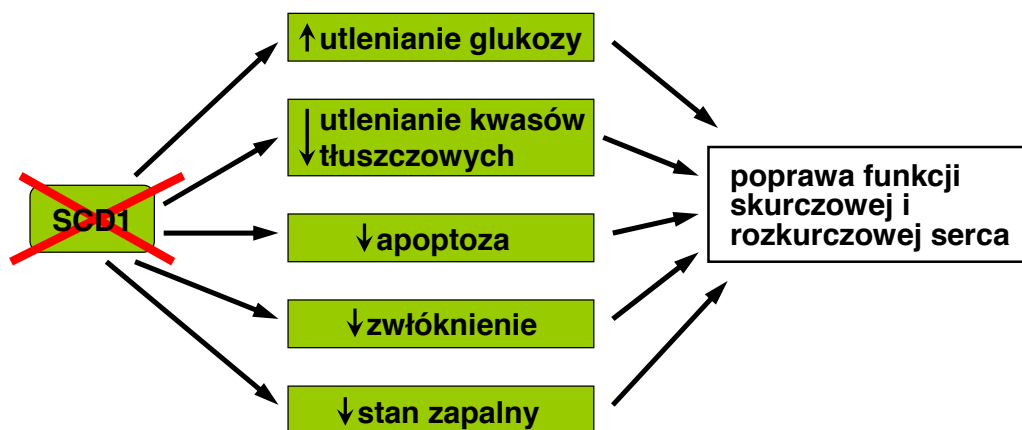 SCD1
↑utlenianie glukozy
↓utlenianie kwasów
tłuszczowych
↓apoptoza
↓zwłóknienie
↓stan zapalny
poprawa funkcji
skurczowej i
rozkurczowej serca